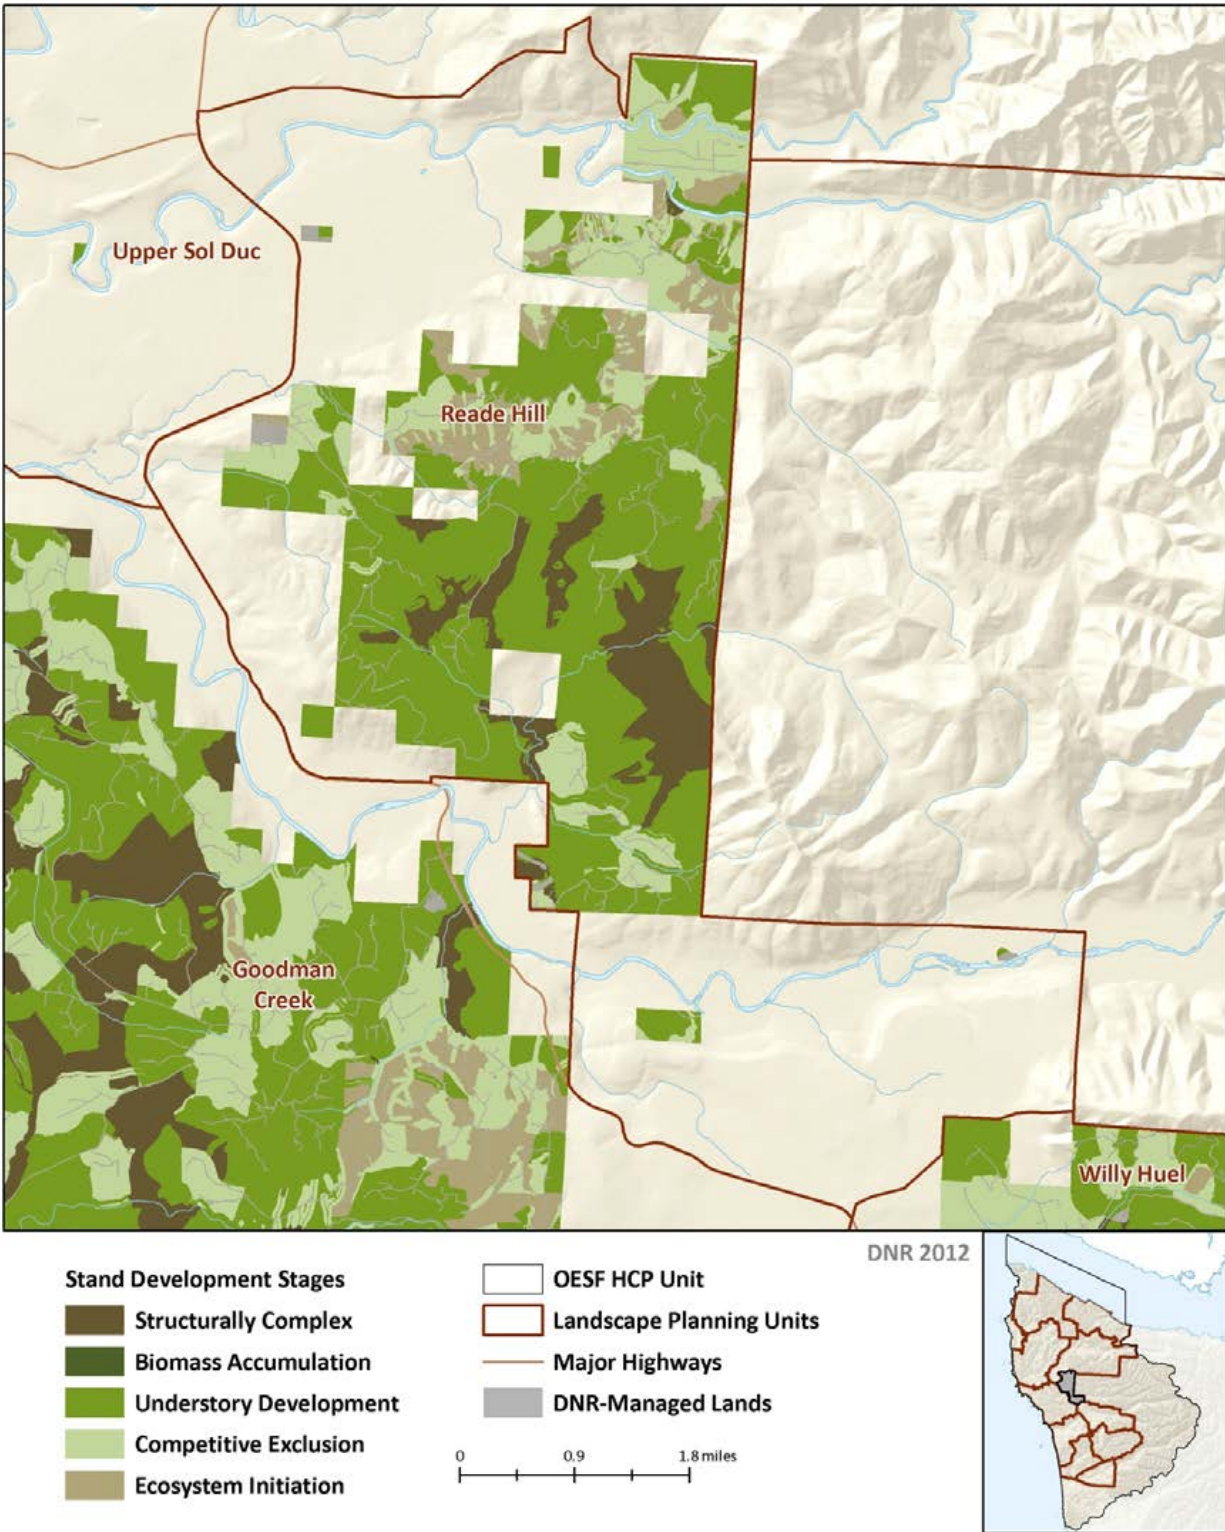 Upper Sol Duc
Reade Hill
Goodman
Creek
Willy Huel
DNR 2012
Stand Development Stages
Structurally Complex
Biomass Accumulation
Understory Development
Competitive Exclusion
Ecosystem Initiation
OESF HCP Unit
Landscape Planning Units
Major Highways
DNR-Managed Lands
0 0.9 1.8 miles